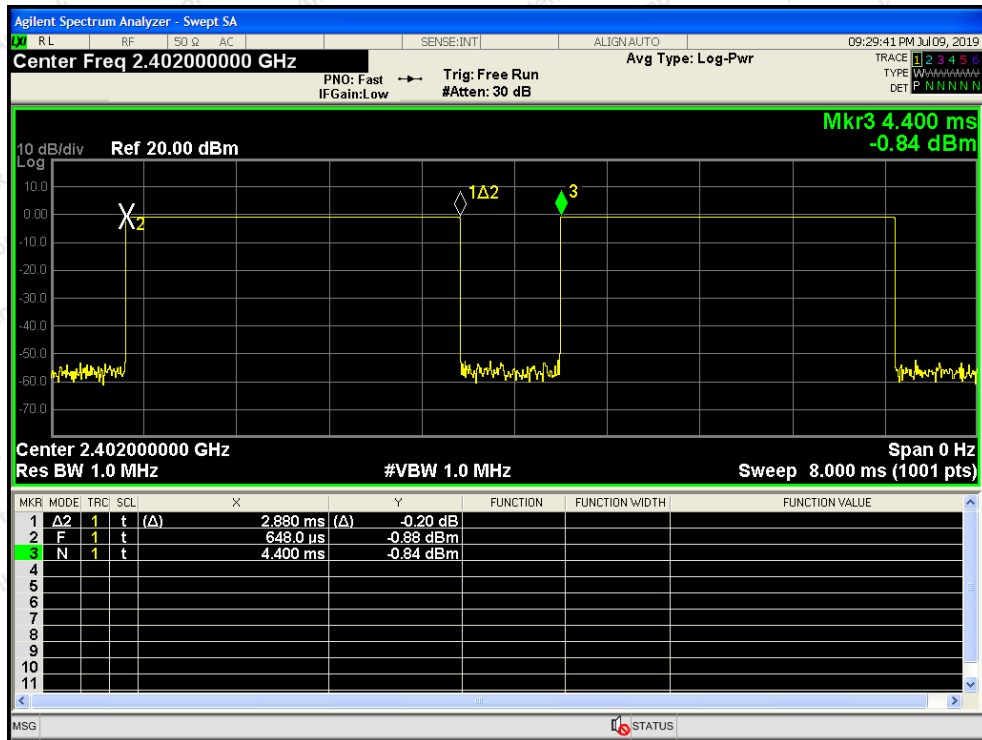 Agilent Spectrum Analyzer - Swept SA
LXI RL RF 50 Ω AC SENSE:INT ALIGN AUTO 09:29:41 PM Jul 09, 2019
Center Freq 2.402000000 GHz Avg Type: Log-Pwr TRACE 1 2 3 4 5 6
PNO: Fast Trig: Free Run TYPE WWWWWW
IFGain:Low #Atten: 30 dB DET P N N N N N
Mkr3 4.400 ms
10 dB/div Ref 20.00 dBm -0.84 dBm
Log
10.0
1Δ2 3
0.00
2
-10.0
-20.0
-30.0
-40.0
-50.0
-60.0
-70.0
Center 2.402000000 GHz Span 0 Hz
Res BW 1.0 MHz #VBW 1.0 MHz Sweep 8.000 ms (1001 pts)
MKR MODE TRC SCL X Y FUNCTION FUNCTION WIDTH FUNCTION VALUE
1 Δ2 1 t (Δ) 2.880 ms (Δ) -0.20 dB
2 F 1 t 648.0 µs -0.88 dBm
3 N 1 t 4.400 ms -0.84 dBm
4
5
6
7
8
9
10
11
MSG STATUS